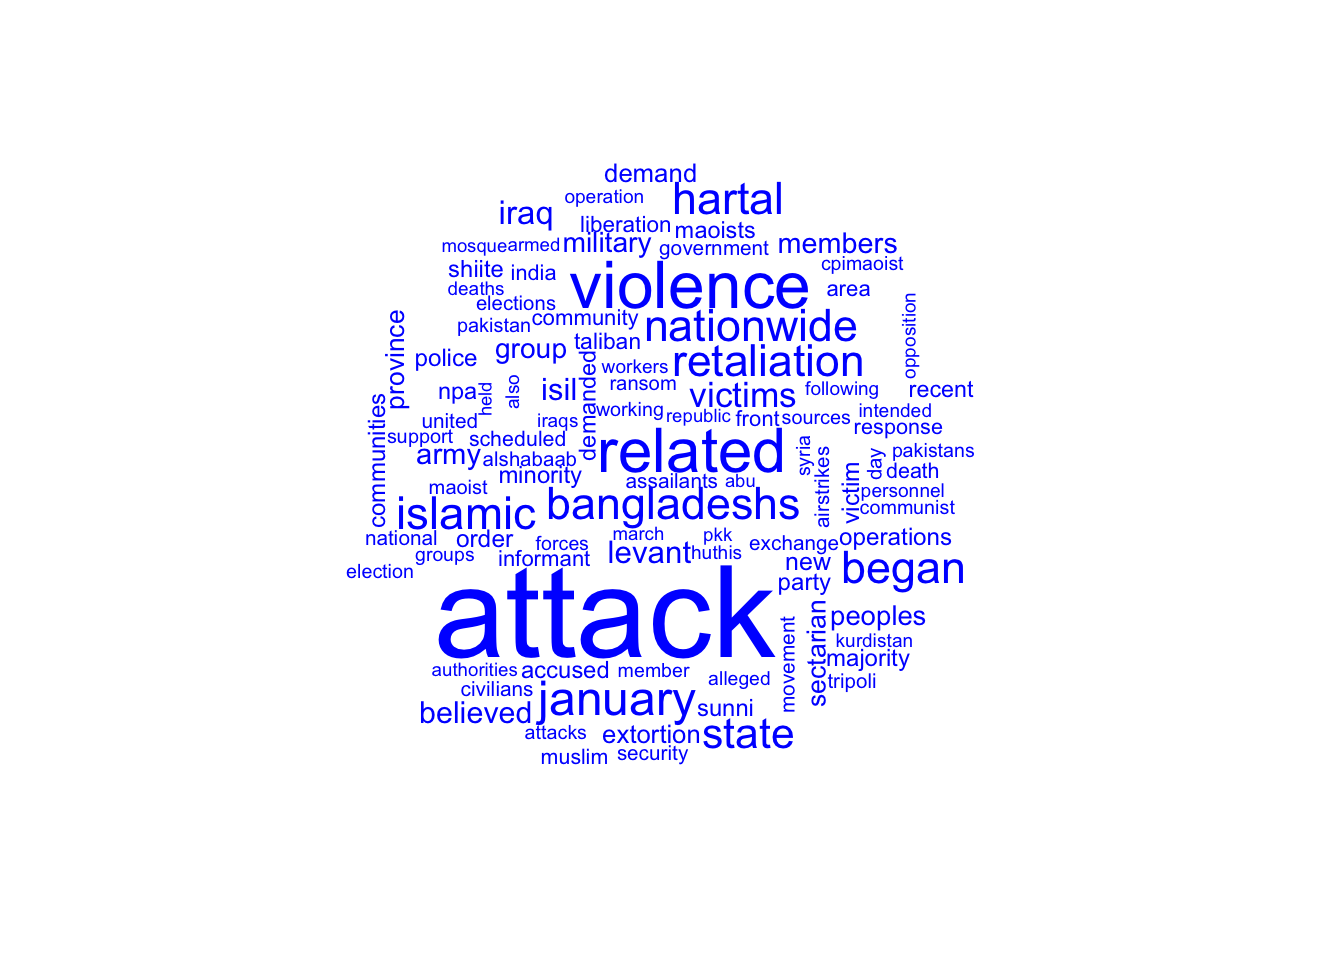 demand
operation
hartal
iraq
liberation
maoists
mosque
armed
military
government
members
shiite
india
violence
cpimaoist
deaths
area
elections
community
nationwide
opposition
pakistan
province
taliban
police
group
retaliation
workers
ransom
victims
following
recent
npa
held
also
isil
demanded
working
republic
front
sources
intended
response
united
iraqs
communities
support
scheduled
related
syria
pakistans
army
alshabaab
minority
assailants
abu
airstrikes
victim
day
death
maoist
personnel
islamic
bangladeshs
communist
national
order
forces
march
pkk
exchange
operations
groups
informant
levant
huthis
new
began
election
party
attack
movement
sectarian
peoples
kurdistan
majority
authorities
accused
member
alleged
tripoli
civilians
believed
january
sunni
attacks
extortion
state
muslim
security